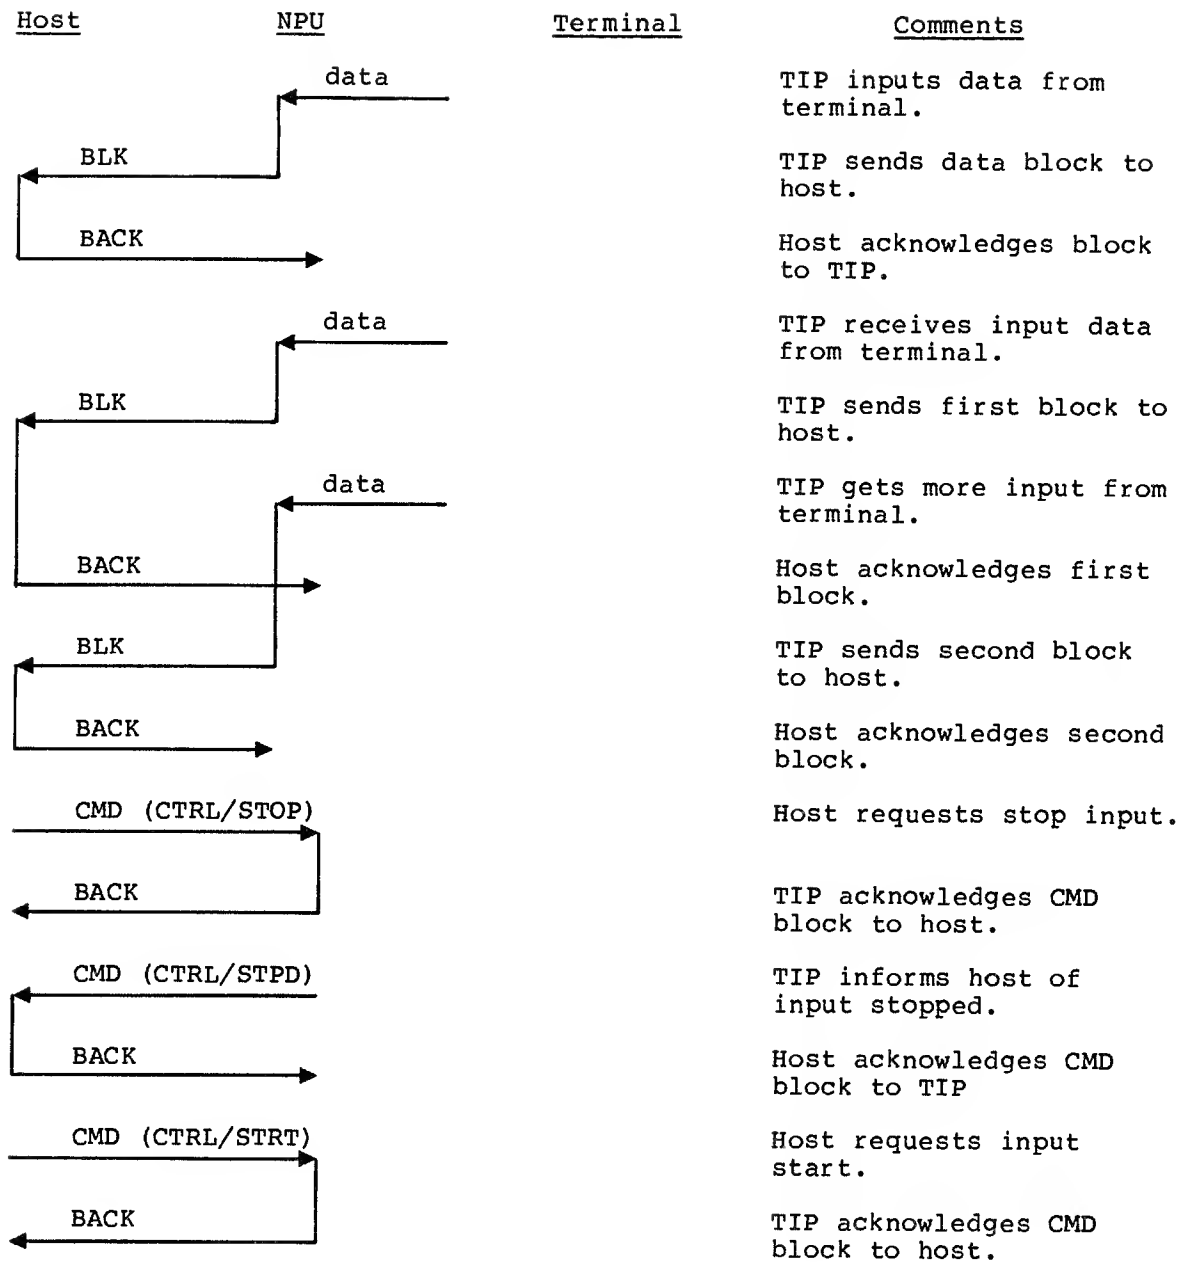 Host NPU Terminal Comments
data
TIP inputs data from
terminal.
BLK
TIP sends data block to
host.
BACK
Host acknowledges block
to TIP.
data
TIP receives input data
from terminal.
BLK
TIP sends first block to
host.
data
TIP gets more input from
terminal.
BACK
Host acknowledges first
block.
BLK
TIP sends second block
to host.
BACK
Host acknowledges second
block.
CMD (CTRL/STOP)
Host requests stop input.
BACK
TIP acknowledges CMD
block to host.
CMD (CTRL/STPD)
TIP informs host of
input stopped.
BACK
Host acknowledges CMD
block to TIP
CMD (CTRL/STRT)
Host requests input
start.
BACK
TIP acknowledges CMD
block to host.